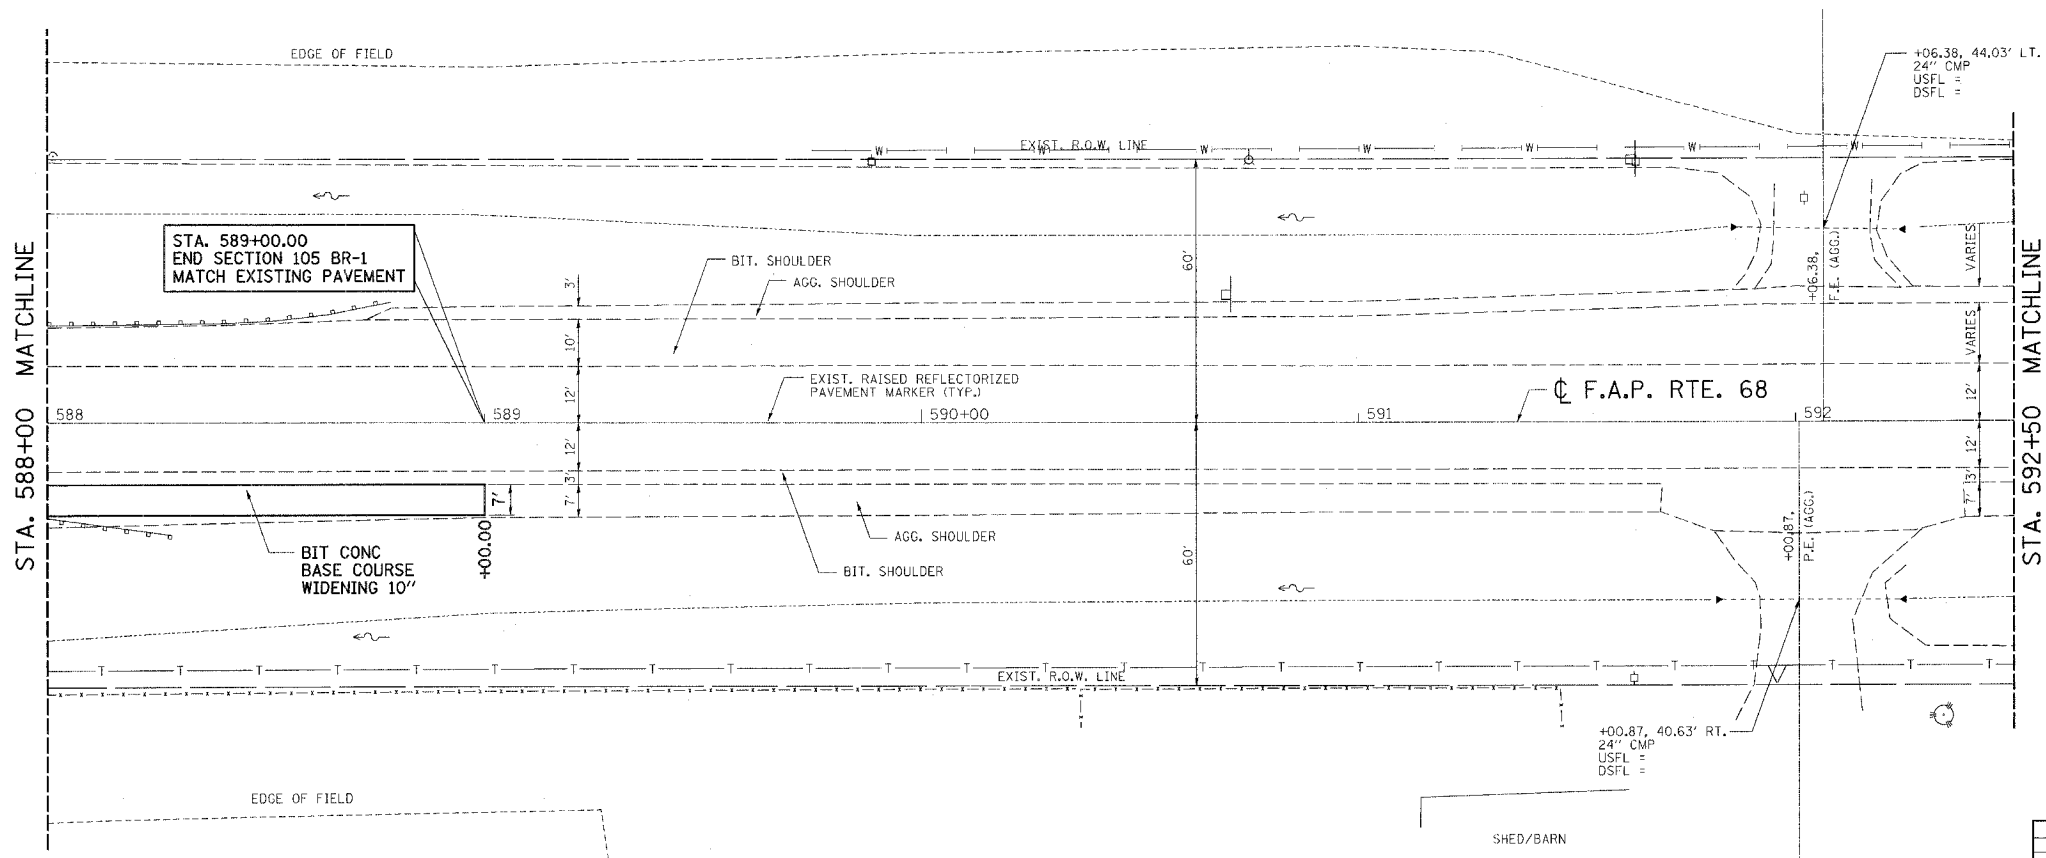 EDGE OF FIELD
+06.38, 44.03' LT.
24" CMP
USFL =
DSFL =
W W W W W W W
EXIST. R.O.W. LINE
STA. 588+00 MATCHLINE
STA. 589+00.00
END SECTION 105 BR-1
MATCH EXISTING PAVEMENT
BIT. SHOULDER
AGG. SHOULDER
3'
10'
12'
12'
3'
7'
60'
60'
+06.38,
F.E. (AGG.)
VARIES
VARIES
12'
12'
3'
7'
STA. 592+50 MATCHLINE
EXIST. RAISED REFLECTORIZED
PAVEMENT MARKER (TYP.)
℄ F.A.P. RTE. 68
588
589
590+00
591
592
7'
+00.00
BIT CONC
BASE COURSE
WIDENING 10"
AGG. SHOULDER
BIT. SHOULDER
+00.87,
P.E. (AGG.)
T T T T T T T T T T T T T T T T T T T T T T T T T
EXIST. R.O.W. LINE
+00.87, 40.63' RT.
24" CMP
USFL =
DSFL =
EDGE OF FIELD
SHED/BARN